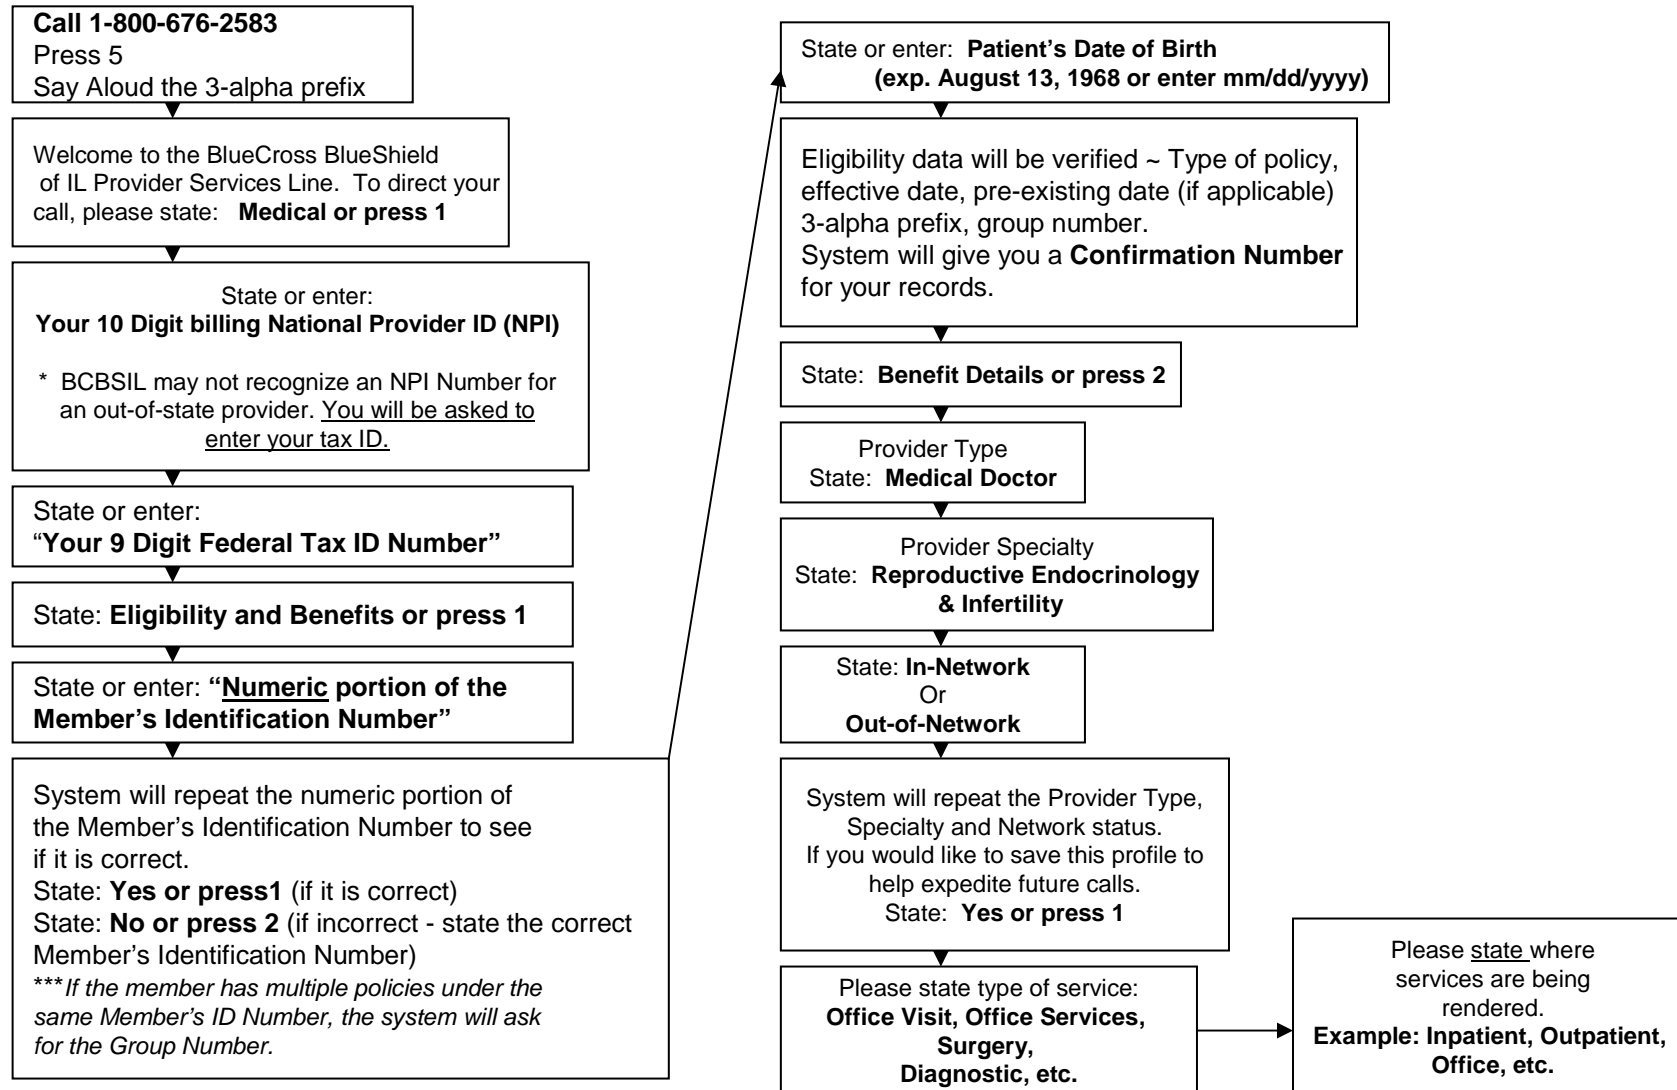 Call 1-800-676-2583
Press 5
Say Aloud the 3-alpha prefix
Welcome to the BlueCross BlueShield
of IL Provider Services Line. To direct your
call, please state: Medical or press 1
State or enter:
Your 10 Digit billing National Provider ID (NPI)
* BCBSIL may not recognize an NPI Number for
an out-of-state provider. You will be asked to
enter your tax ID.
State or enter:
“Your 9 Digit Federal Tax ID Number”
State: Eligibility and Benefits or press 1
State or enter: “Numeric portion of the
Member’s Identification Number”
System will repeat the numeric portion of
the Member’s Identification Number to see
if it is correct.
State: Yes or press1 (if it is correct)
State: No or press 2 (if incorrect - state the correct
Member’s Identification Number)
***If the member has multiple policies under the
same Member’s ID Number, the system will ask
for the Group Number.
State or enter: Patient’s Date of Birth
(exp. August 13, 1968 or enter mm/dd/yyyy)
Eligibility data will be verified ~ Type of policy,
effective date, pre-existing date (if applicable)
3-alpha prefix, group number.
System will give you a Confirmation Number
for your records.
State: Benefit Details or press 2
Provider Type
State: Medical Doctor
Provider Specialty
State: Reproductive Endocrinology
& Infertility
State: In-Network
Or
Out-of-Network
System will repeat the Provider Type,
Specialty and Network status.
If you would like to save this profile to
help expedite future calls.
State: Yes or press 1
Please state type of service:
Office Visit, Office Services,
Surgery,
Diagnostic, etc.
Please state where
services are being
rendered.
Example: Inpatient, Outpatient,
Office, etc.